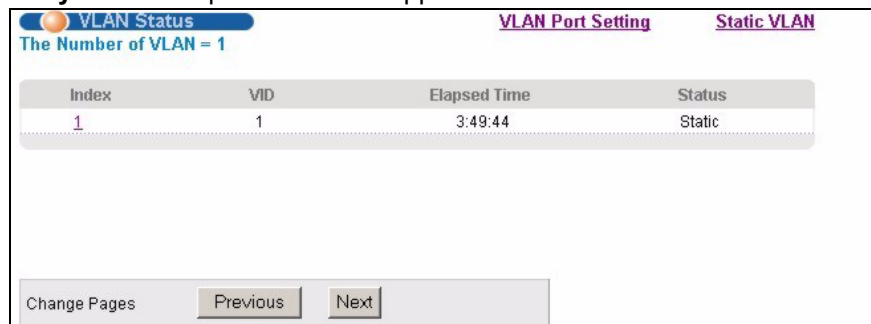 VLAN Status VLAN Port Setting Static VLAN
The Number of VLAN = 1
Index VID Elapsed Time Status
1 1 3:49:44 Static
Change Pages Previous Next